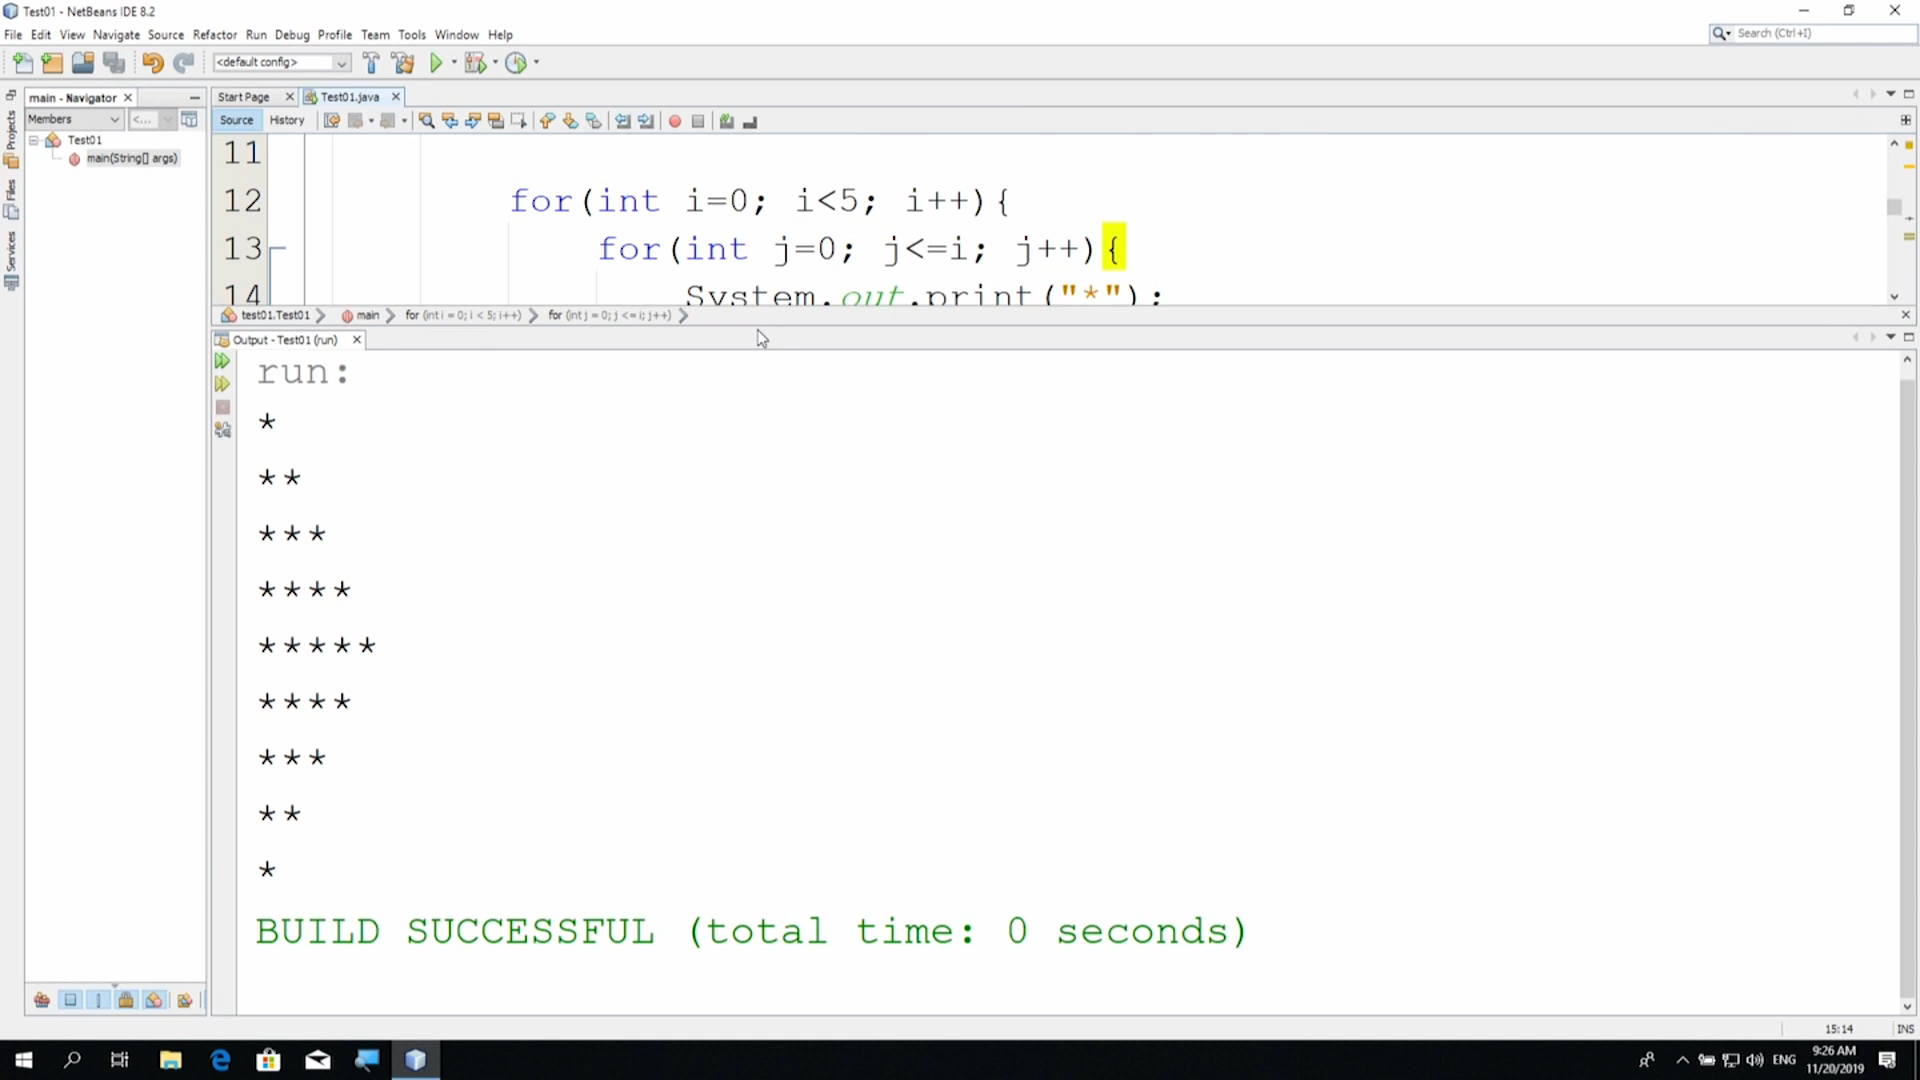 Test01 - NetBeans IDE 8.2
File Edit View Navigate Source Refactor Run Debug Profile Team Tools Window Help
Search (Ctrl+I)
<default config>
main - Navigator
Members
<...
Test01
main(String[] args)
Projects
Files
Services
Start Page
Test01.java
Source History
11
12 for(int i=0; i<5; i++){
13 for(int j=0; j<=i; j++){
14 System.out.print("*");
test01.Test01 main for (int i = 0; i < 5; i++) for (int j = 0; j <= i; j++)
Output - Test01 (run)
run:
*
**
***
****
*****
****
***
**
*
BUILD SUCCESSFUL (total time: 0 seconds)
15:14 INS
ENG
9:26 AM
11/20/2019